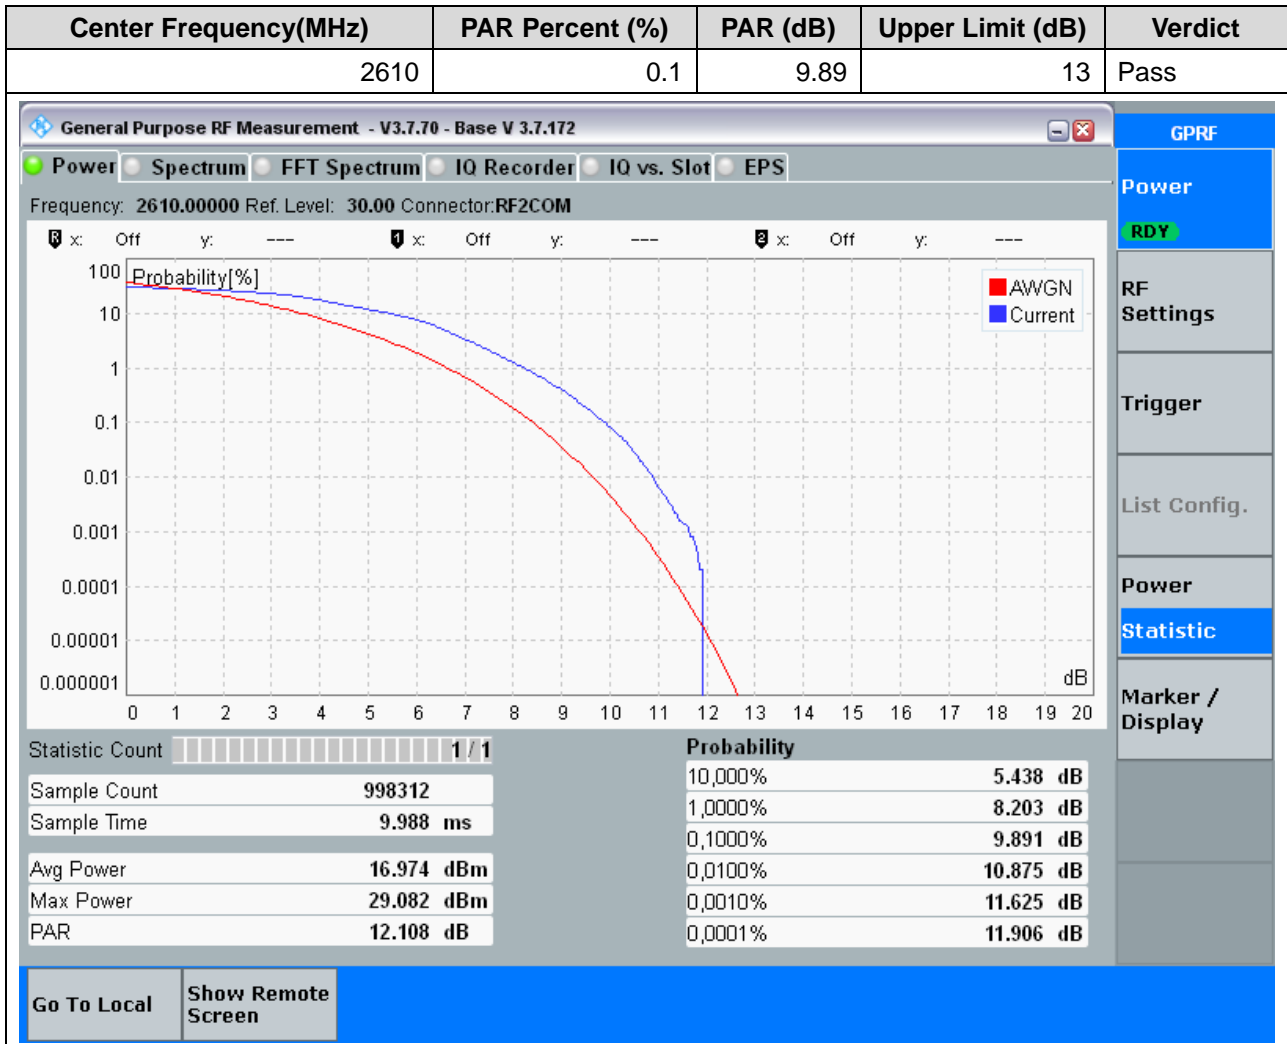 Center Frequency(MHz) PAR Percent (%) PAR (dB) Upper Limit (dB) Verdict
2610 0.1 9.89 13 Pass
General Purpose RF Measurement - V3.7.70 - Base V 3.7.172
GPRF
Power Spectrum FFT Spectrum IQ Recorder IQ vs. Slot EPS
Power
RDY
Frequency: 2610.00000 Ref. Level: 30.00 Connector:RF2COM
R x: Off y: --- 1 x: Off y: --- 2 x: Off y: ---
Probability[%]
AWGN
Current
100
10
1
0.1
0.01
0.001
0.0001
0.00001
0.000001
dB
0 1 2 3 4 5 6 7 8 9 10 11 12 13 14 15 16 17 18 19 20
RF
Settings
Trigger
List Config.
Power
Statistic
Marker /
Display
Statistic Count 1 / 1
Sample Count 998312
Sample Time 9.988 ms
Avg Power 16.974 dBm
Max Power 29.082 dBm
PAR 12.108 dB
Probability
10,000% 5.438 dB
1,0000% 8.203 dB
0,1000% 9.891 dB
0,0100% 10.875 dB
0,0010% 11.625 dB
0,0001% 11.906 dB
Go To Local
Show Remote
Screen